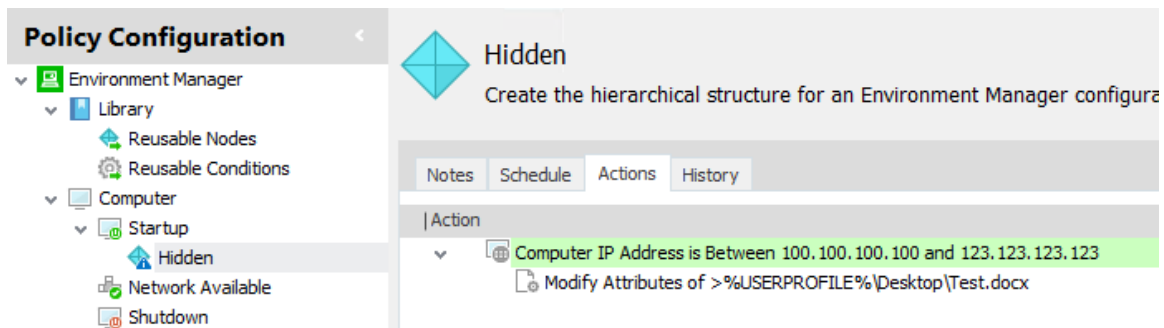 Policy Configuration
Environment Manager
Library
Reusable Nodes
Reusable Conditions
Computer
Startup
Hidden
Network Available
Shutdown
Hidden
Create the hierarchical structure for an Environment Manager configura
Notes Schedule Actions History
|Action
Computer IP Address is Between 100.100.100.100 and 123.123.123.123
Modify Attributes of >%USERPROFILE%\Desktop\Test.docx